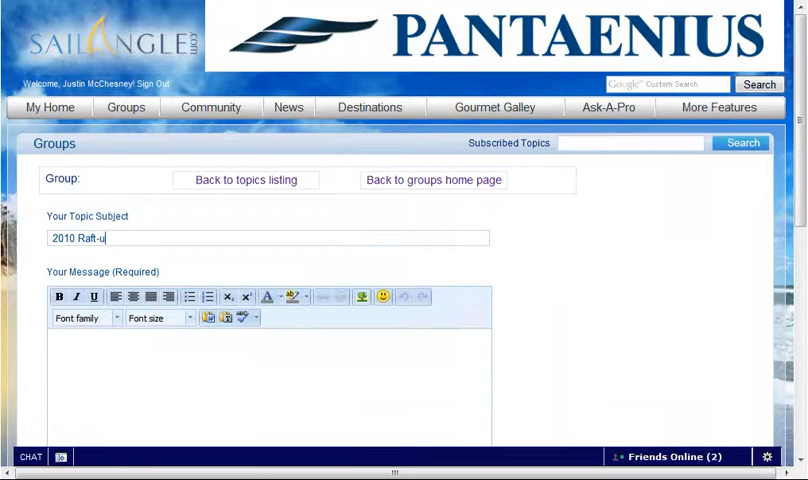 SAILANGLE.com
PANTAENIUS
Welcome, Justin McChesney! Sign Out
Google™ Custom Search
Search
My Home
Groups
Community
News
Destinations
Gourmet Galley
Ask-A-Pro
More Features
Groups
Subscribed Topics
Search
Group:
Back to topics listing
Back to groups home page
Your Topic Subject
2010 Raft-u
Your Message (Required)
B I U
Font family
Font size
CHAT
Friends Online (2)